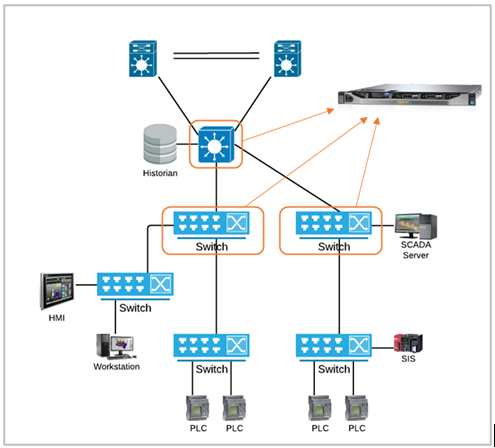 Historian
Switch
Switch
SCADA
Server
Switch
HMI
Workstation
Switch
Switch
SIS
PLC
PLC
PLC
PLC